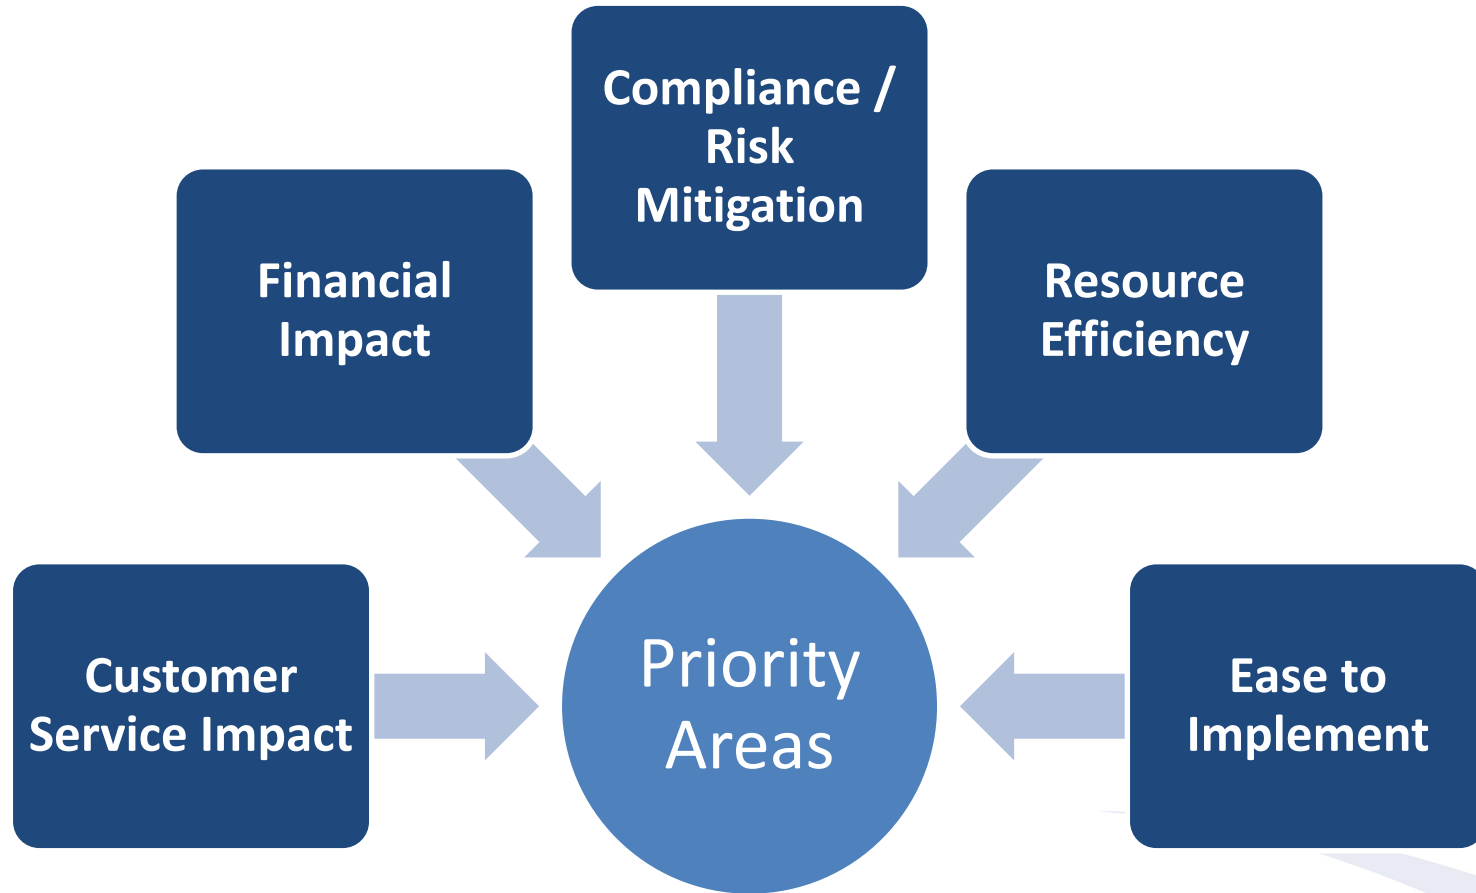 Compliance /
Risk
Mitigation
Financial
Impact
Resource
Efficiency
Customer
Service Impact
Priority
Areas
Ease to
Implement